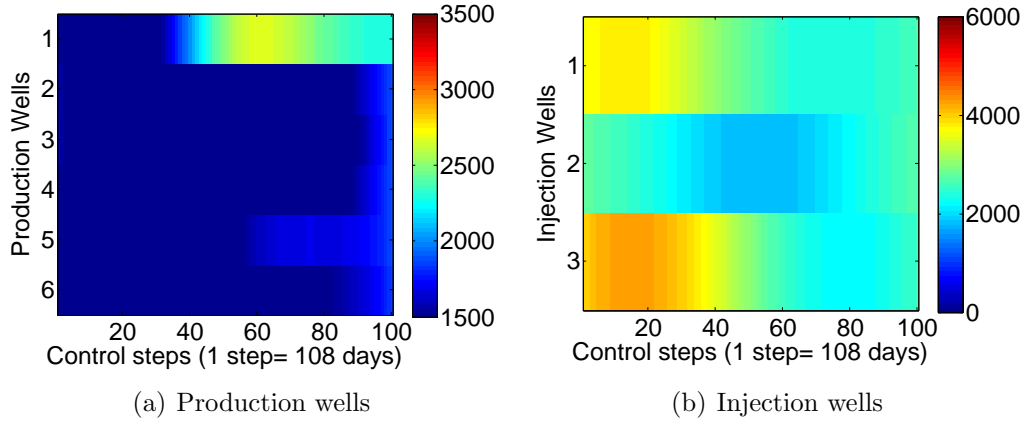 Production Wells
1
2
3
4
5
6
20 40 60 80 100
Control steps (1 step= 108 days)
3500
3000
2500
2000
1500
(a) Production wells
Injection Wells
1
2
3
20 40 60 80 100
Control steps (1 step= 108 days)
6000
4000
2000
0
(b) Injection wells